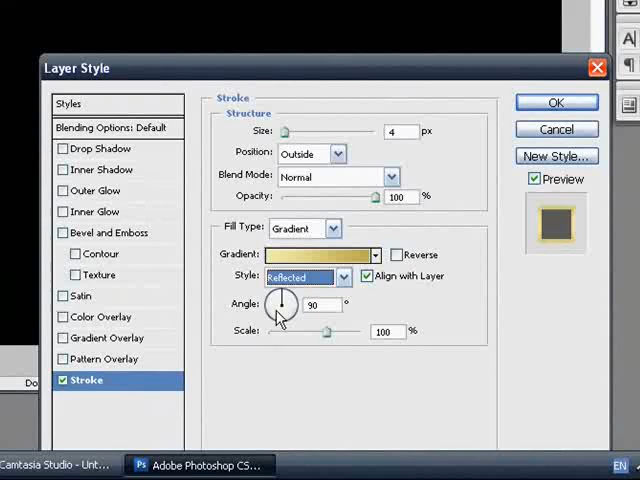 Layer Style
Styles
Blending Options: Default
Drop Shadow
Inner Shadow
Outer Glow
Inner Glow
Bevel and Emboss
Contour
Texture
Satin
Color Overlay
Gradient Overlay
Pattern Overlay
Stroke
Stroke
Structure
Size: 4 px
Position: Outside
Blend Mode: Normal
Opacity: 100 %
Fill Type: Gradient
Gradient: Reverse
Style: Reflected Align with Layer
Angle: 90 °
Scale: 100 %
OK
Cancel
New Style...
Preview
A
¶
Do
Camtasia Studio - Unt...
Ps Adobe Photoshop CS...
EN